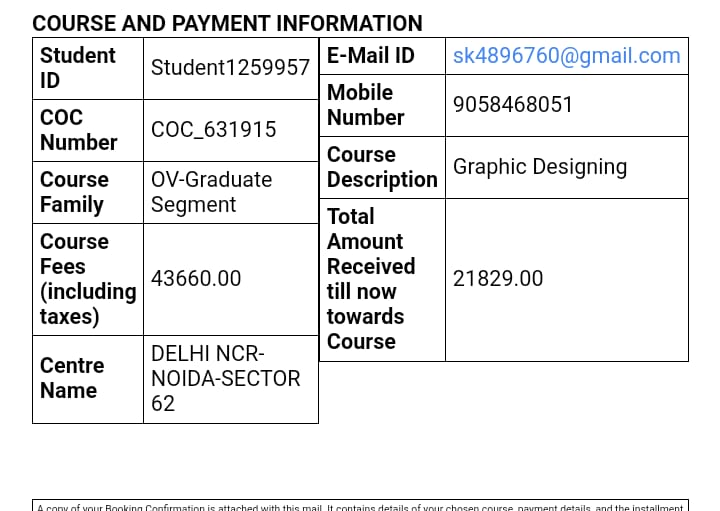 COURSE AND PAYMENT INFORMATION
Student
ID
Student1259957
COC
Number
COC_631915
Course
Family
OV-Graduate
Segment
Course
Fees
(including
taxes)
43660.00
Centre
Name
DELHI NCR-
NOIDA-SECTOR
62
E-Mail ID
sk4896760@gmail.com
Mobile
Number
9058468051
Course
Description
Graphic Designing
Total
Amount
Received
till now
towards
Course
21829.00
A copy of your Booking Confirmation is attached with this mail. It contains details of your chosen course, payment details, and the installment